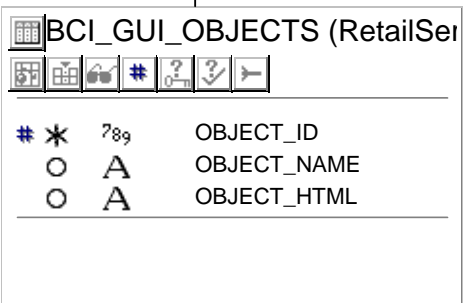 BCI_GUI_OBJECTS (RetailSer
# * 789 OBJECT_ID
A OBJECT_NAME
A OBJECT_HTML